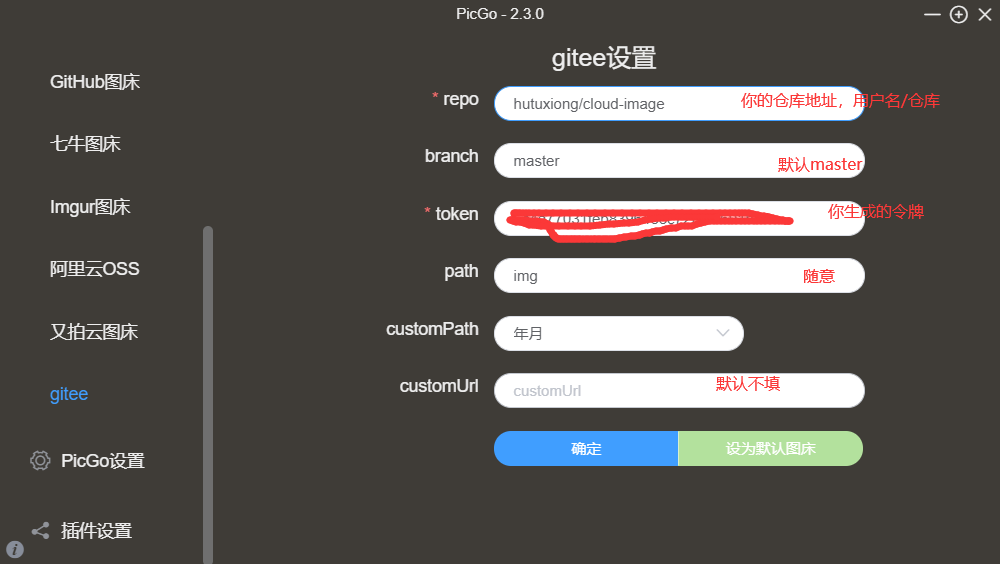 PicGo - 2.3.0
GitHub图床
七牛图床
Imgur图床
阿里云OSS
又拍云图床
gitee
PicGo设置
插件设置
gitee设置
* repo
hutuxiong/cloud-image
你的仓库地址，用户名/仓库
branch
master
默认master
* token
你生成的令牌
path
img
随意
customPath
年月
customUrl
customUrl
默认不填
确定
设为默认图床